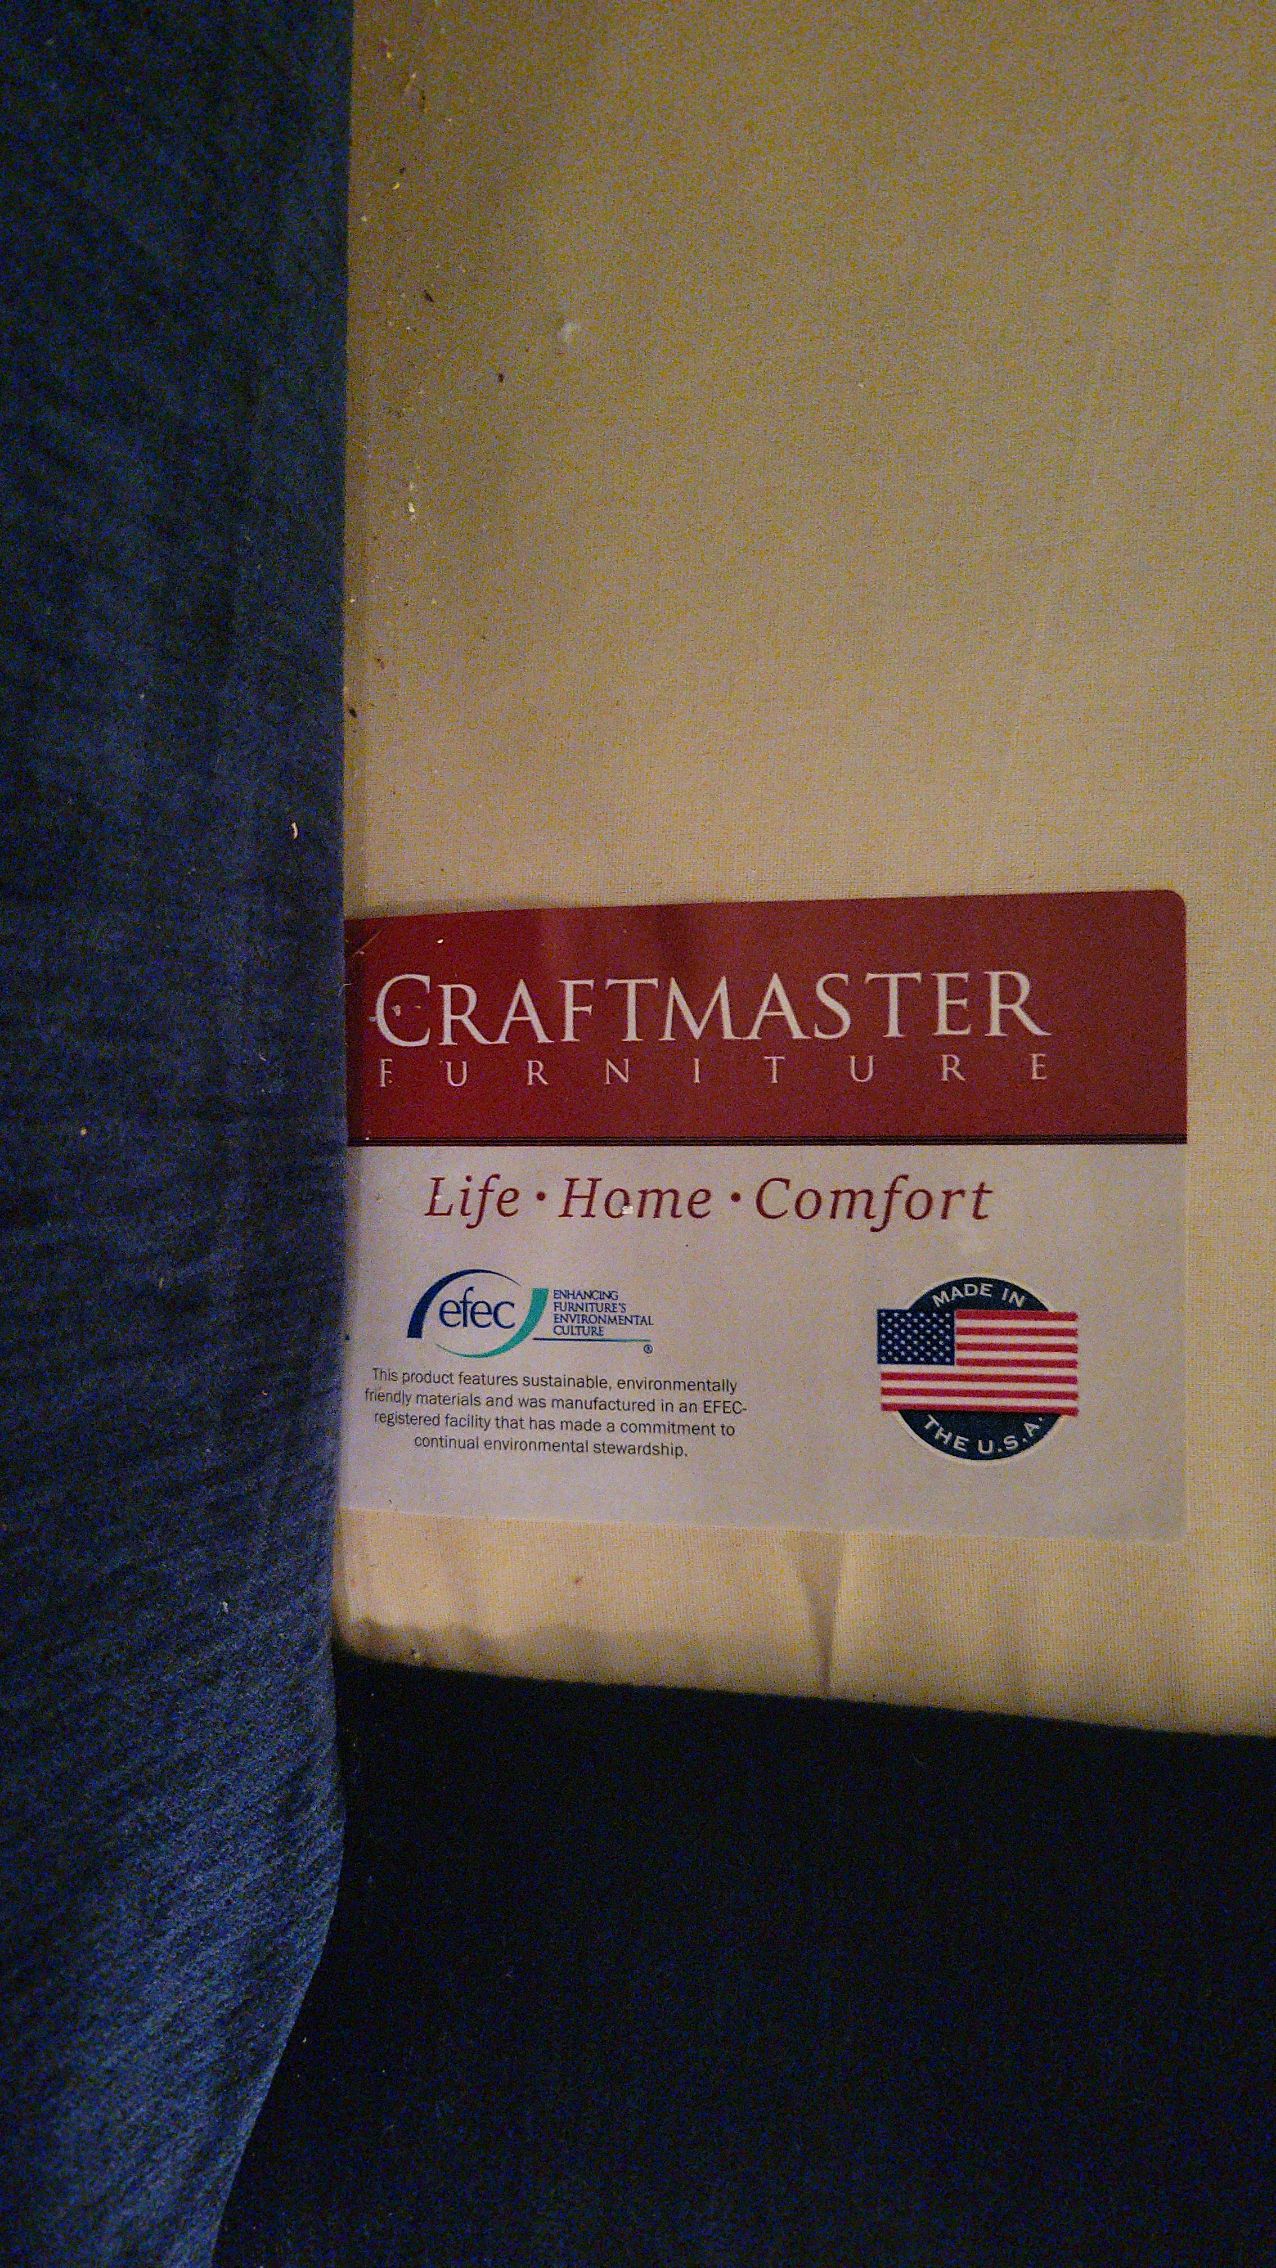 CRAFTMASTER
FURNITURE
Life • Home • Comfort
efec
ENHANCING
FURNITURE'S
ENVIRONMENTAL
CULTURE
®
This product features sustainable, environmentally
friendly materials and was manufactured in an EFEC-
registered facility that has made a commitment to
continual environmental stewardship.
MADE IN
THE U.S.A.